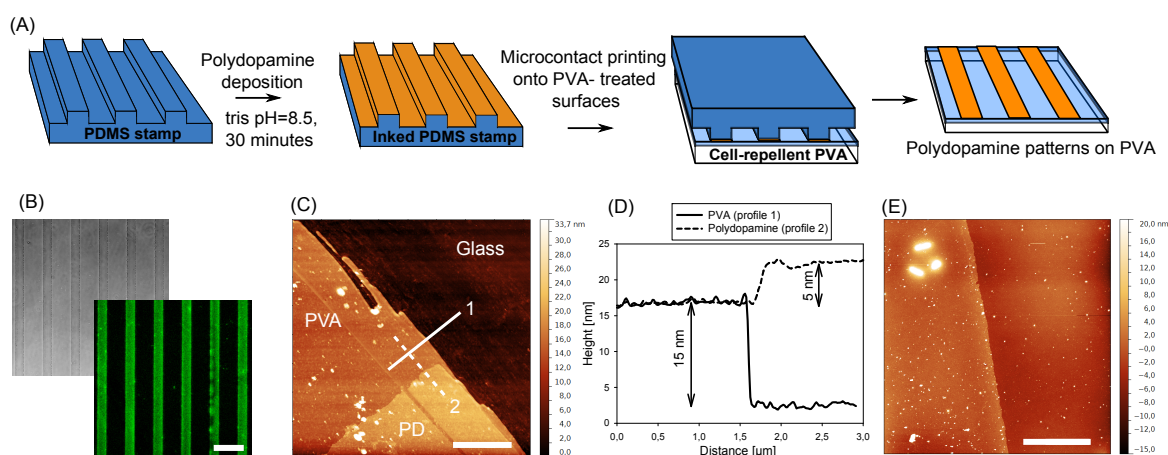 (A)
Polydopamine
deposition
tris pH=8.5,
30 minutes
PDMS stamp
Inked PDMS stamp
Microcontact printing
onto PVA- treated
surfaces
Cell-repellent PVA
Polydopamine patterns on PVA
(B)
(C)
Glass
PVA
PD
1
2
33,7 nm
30,0
28,0
26,0
24,0
22,0
20,0
18,0
16,0
14,0
12,0
10,0
8,0
6,0
4,0
2,0
0.0
(D)
PVA (profile 1)
Polydopamine (profile 2)
Height [nm]
25
20
15
10
5
0
15 nm
5 nm
0,0
0,5
1,0
1,5
2,0
2,5
3,0
Distance [um]
(E)
20,0 nm
16,0
14,0
12,0
10,0
8,0
6,0
4,0
2,0
0,0
−2,0
−4,0
−6,0
−8,0
−10,0
−12,0
−15,0